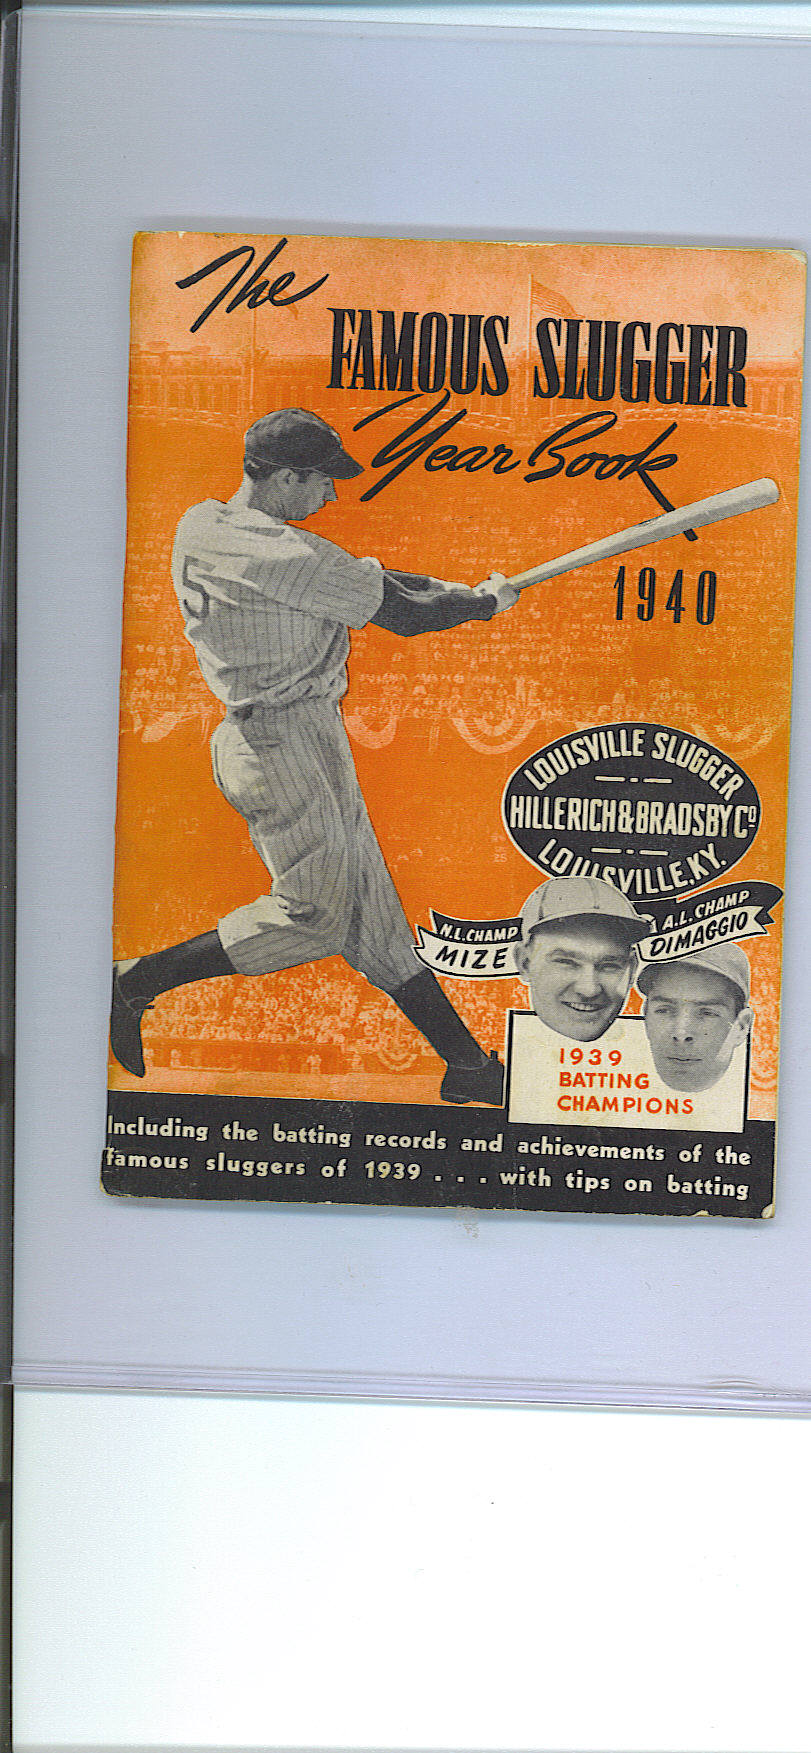 The
FAMOUS SLUGGER
Year Book
1940
5
LOUISVILLE SLUGGER
HILLERICH & BRADSBY Cº
LOUISVILLE, KY.
N.L. CHAMP
MIZE
A.L. CHAMP
DIMAGGIO
1939
BATTING
CHAMPIONS
Including the batting records and achievements of the
famous sluggers of 1939 . . . with tips on batting